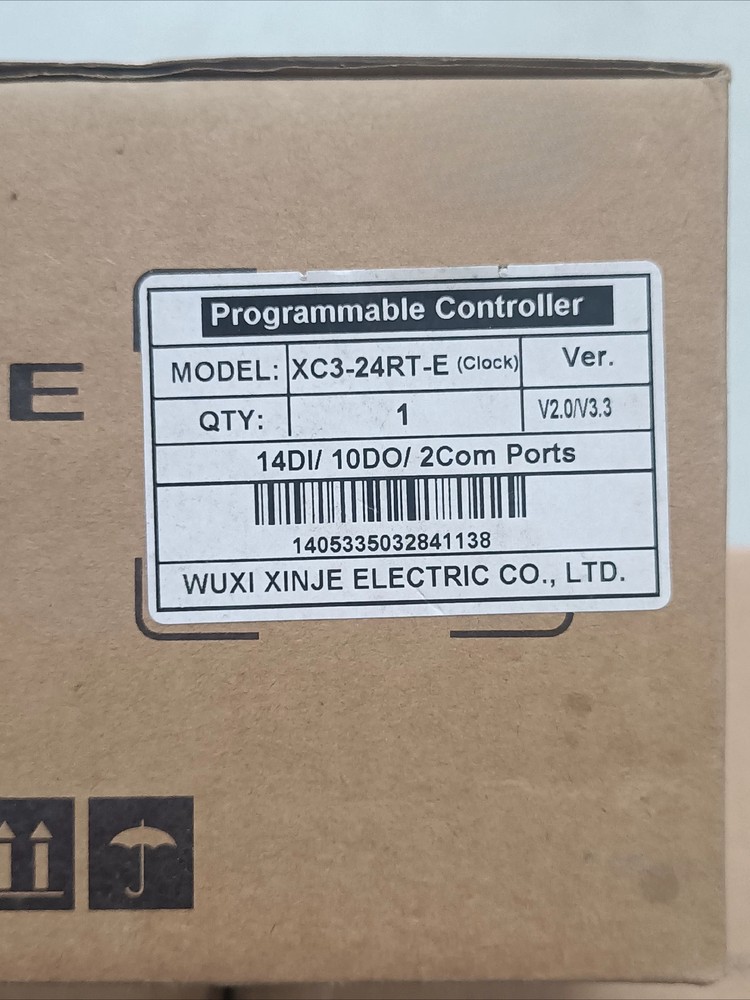 Programmable Controller
MODEL: XC3-24RT-E (Clock) Ver.
QTY: 1 V2.0/V3.3
14DI/ 10DO/ 2Com Ports
1405335032841138
WUXI XINJE ELECTRIC CO., LTD.
E